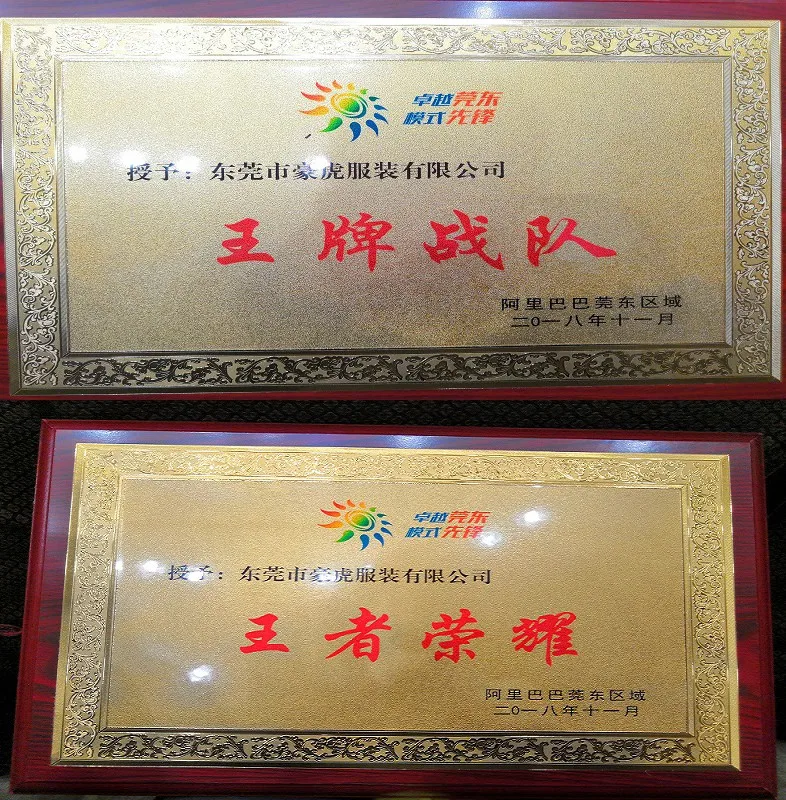 卓越莞东
模式先锋
授予：东莞市豪虎服装有限公司
王牌战队
阿里巴巴莞东区域
二0一八年十一月
卓越莞东
模式先锋
授予：东莞市豪虎服装有限公司
王者荣耀
阿里巴巴莞东区域
二0一八年十一月